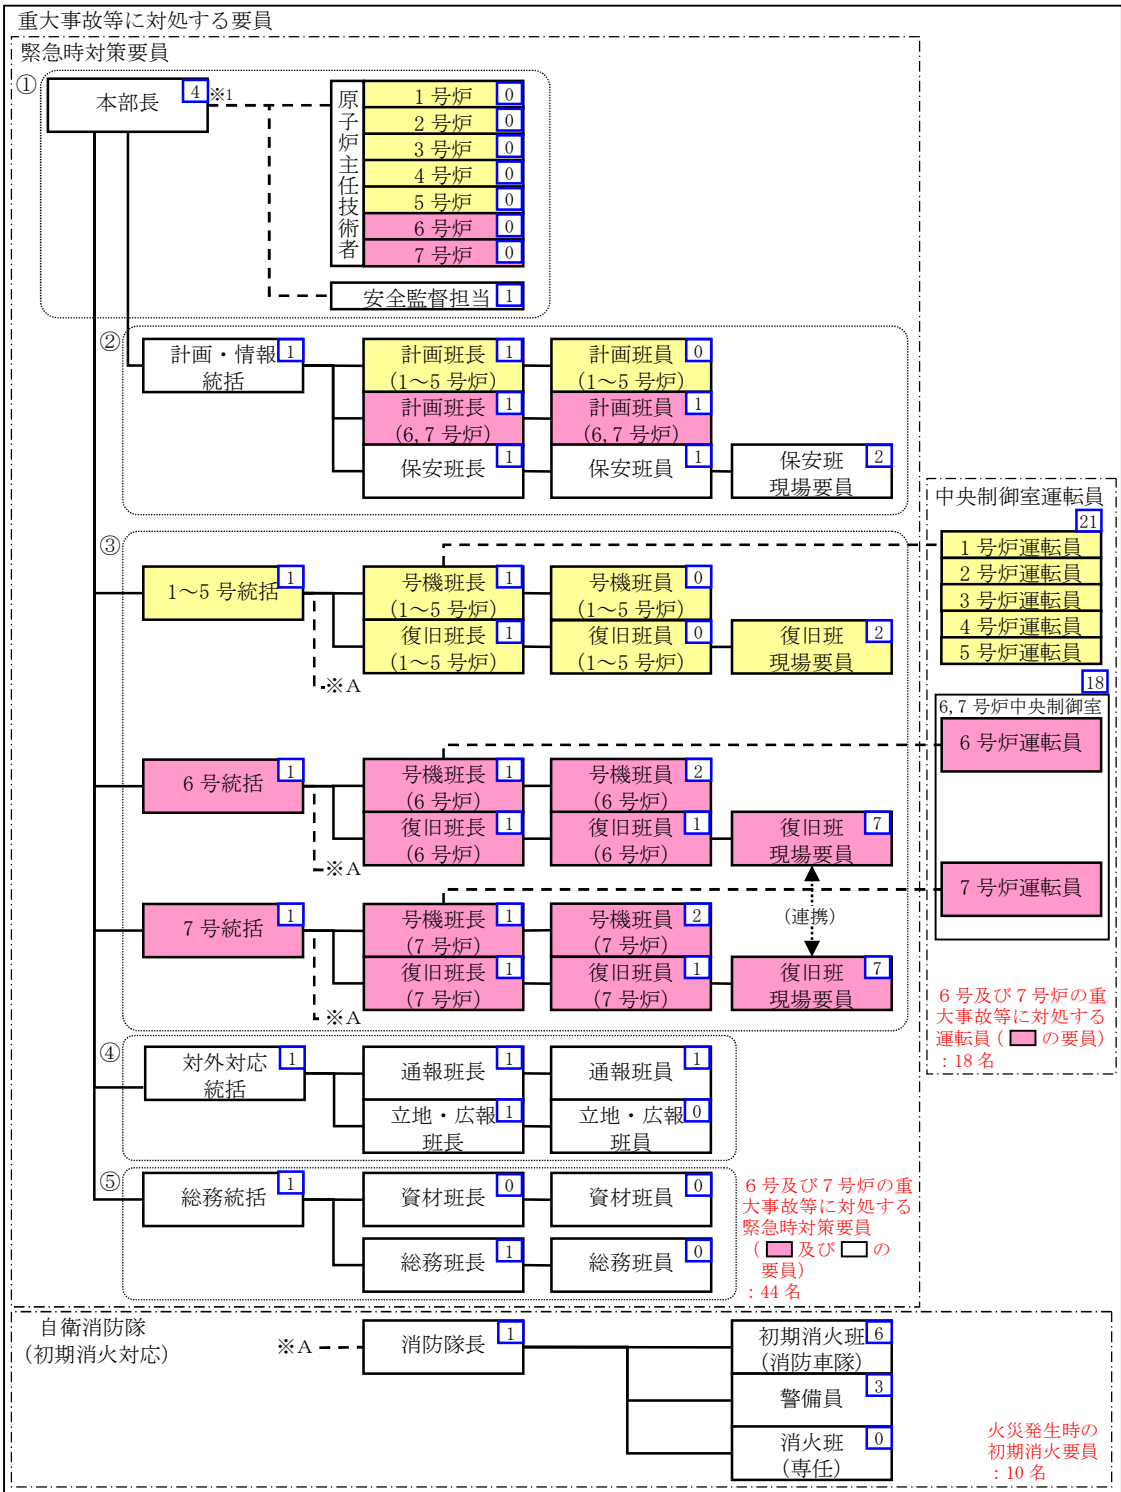 重大事故等に対処する要員
緊急時対策要員
①
本部長
4
※1
原子炉主任技術者
1号炉
0
2号炉
0
3号炉
0
4号炉
0
5号炉
0
6号炉
0
7号炉
0
安全監督担当
1
②
計画・情報
統括
1
計画班長
(1～5号炉)
1
計画班員
(1～5号炉)
0
計画班長
(6,7号炉)
1
計画班員
(6,7号炉)
1
保安班長
1
保安班員
1
保安班
現場要員
2
③
1～5号統括
1
※A
号機班長
(1～5号炉)
1
号機班員
(1～5号炉)
0
復旧班長
(1～5号炉)
1
復旧班員
(1～5号炉)
0
復旧班
現場要員
2
6号統括
1
※A
号機班長
(6号炉)
1
号機班員
(6号炉)
2
復旧班長
(6号炉)
1
復旧班員
(6号炉)
1
復旧班
現場要員
7
(連携)
7号統括
1
※A
号機班長
(7号炉)
1
号機班員
(7号炉)
2
復旧班長
(7号炉)
1
復旧班員
(7号炉)
1
復旧班
現場要員
7
中央制御室運転員
21
1号炉運転員
2号炉運転員
3号炉運転員
4号炉運転員
5号炉運転員
18
6,7号炉中央制御室
6号炉運転員
7号炉運転員
6号及び7号炉の重
大事故等に対処する
運転員(の要員)
:18名
④
対外対応
統括
1
通報班長
1
通報班員
1
立地・広報
班長
1
立地・広報
班員
0
⑤
総務統括
1
資材班長
0
資材班員
0
総務班長
1
総務班員
0
6号及び7号炉の重
大事故等に対処する
緊急時対策要員
(及びの
要員)
:44名
自衛消防隊
(初期消火対応)
※A
消防隊長
1
初期消火班
(消防車隊)
6
警備員
3
消火班
(専任)
0
火災発生時の
初期消火要員
:10名